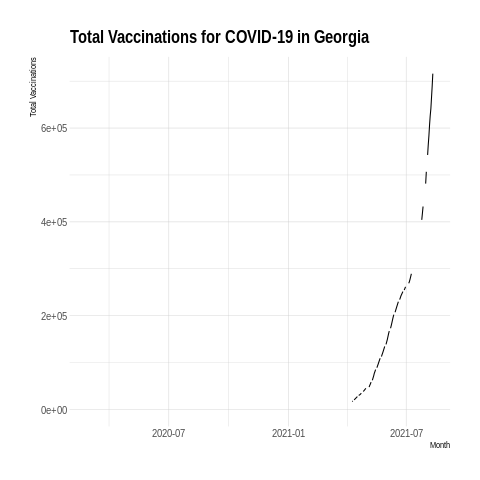 Total Vaccinations for COVID-19 in Georgia
Total Vaccinations
6e+05
4e+05
2e+05
0e+00
2020-07 2021-01 2021-07
Month